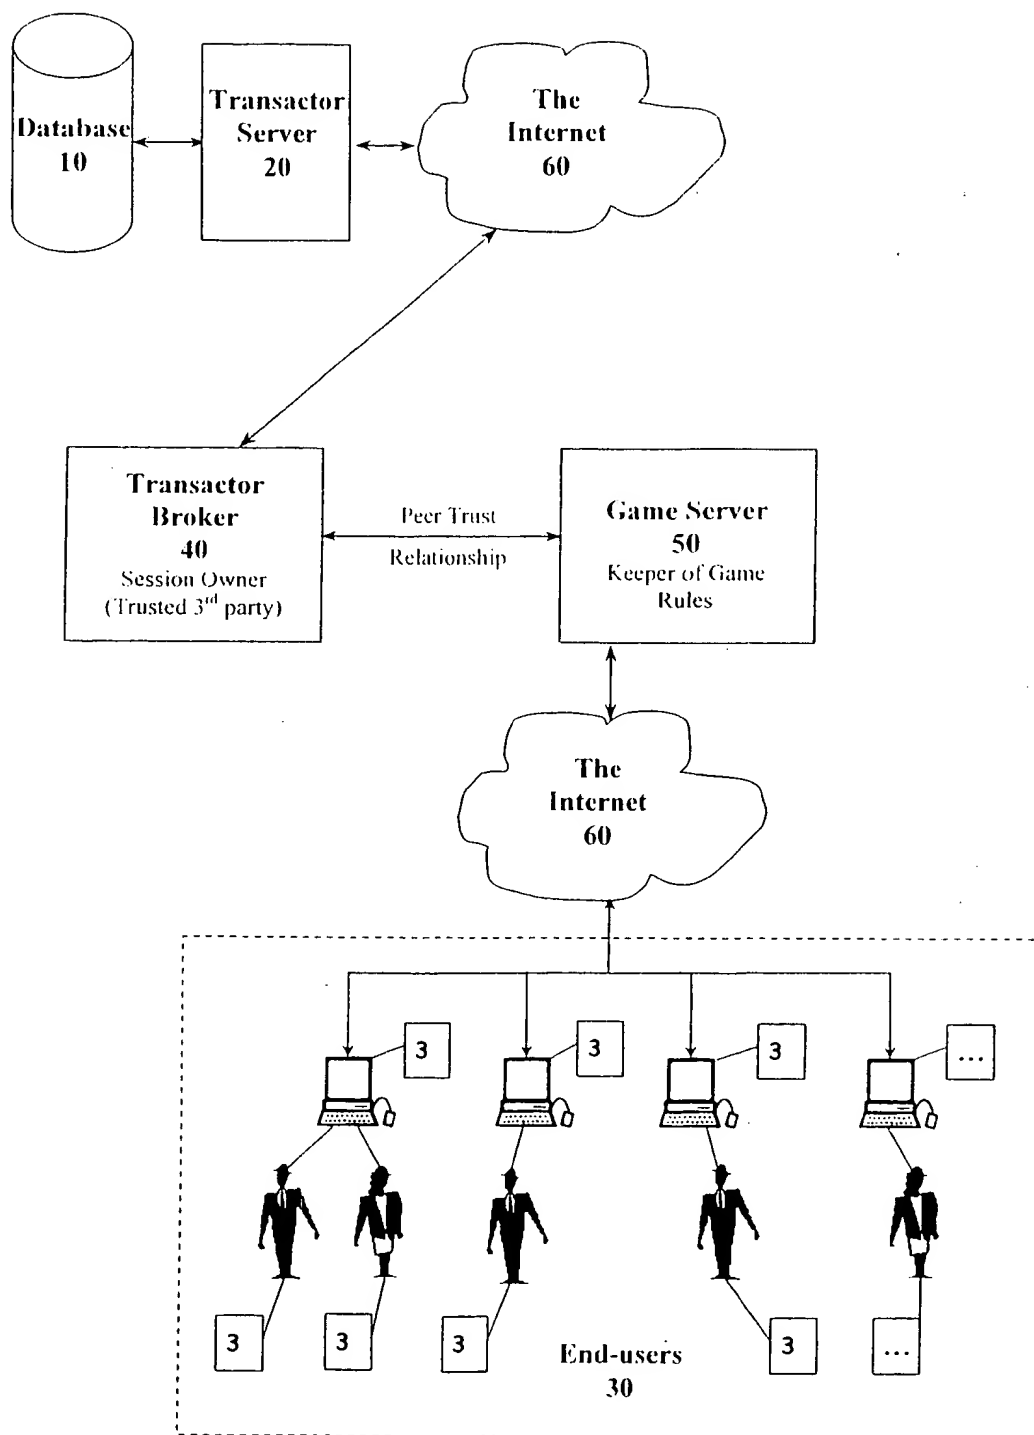 Database
10
Transactor
Server
20
The
Internet
60
Transactor
Broker
40
Session Owner
(Trusted 3rd party)
Peer Trust
Relationship
Game Server
50
Keeper of Game
Rules
The
Internet
60
3
3
3
...
3
3
3
3
...
End-users
30